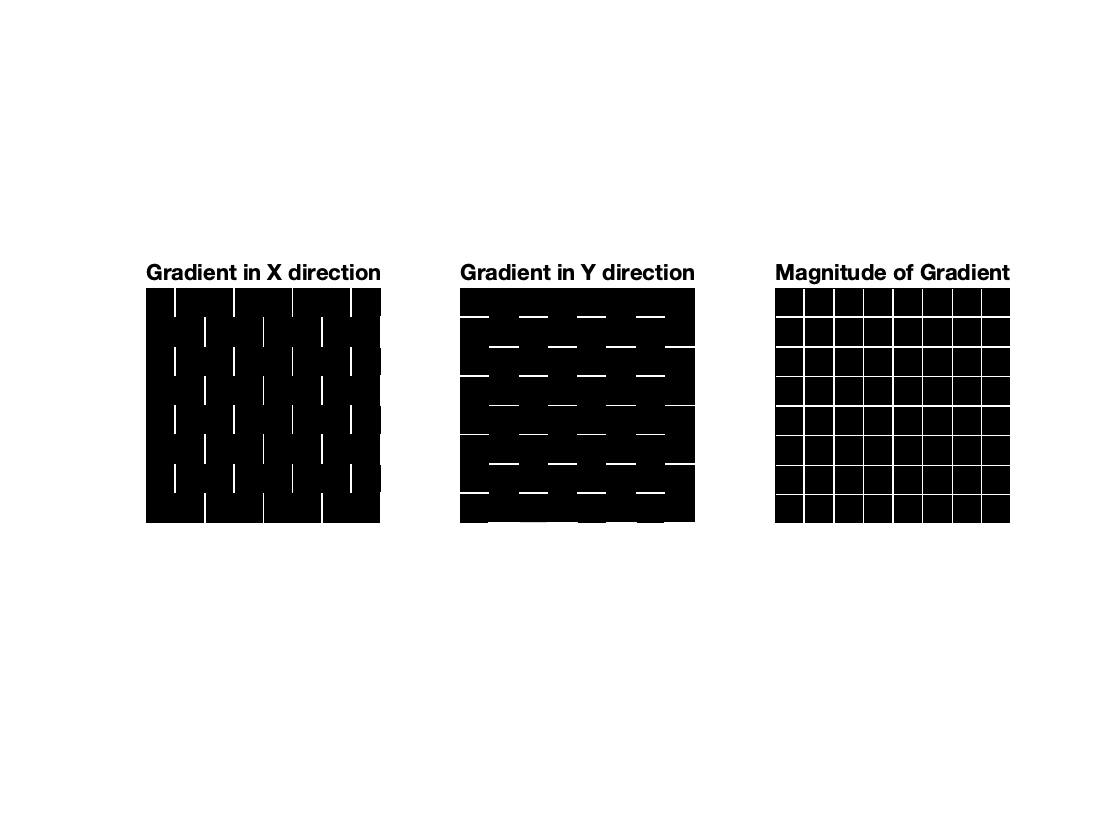 Gradient in X direction
Gradient in Y direction
Magnitude of Gradient